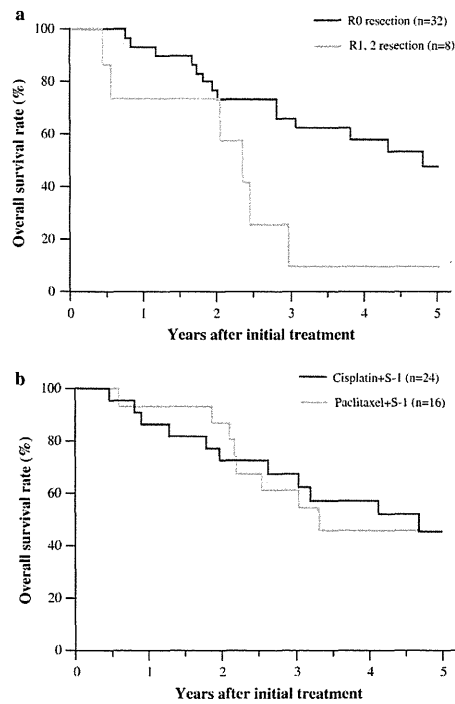 a
R0 resection (n=32)
R1, 2 resection (n=8)
100
80
60
40
20
0
Overall survival rate (%)
0 1 2 3 4 5
Years after initial treatment
b
Cisplatin+S-1 (n=24)
Paclitaxel+S-1 (n=16)
100
80
60
40
20
0
Overall survival rate (%)
0 1 2 3 4 5
Years after initial treatment